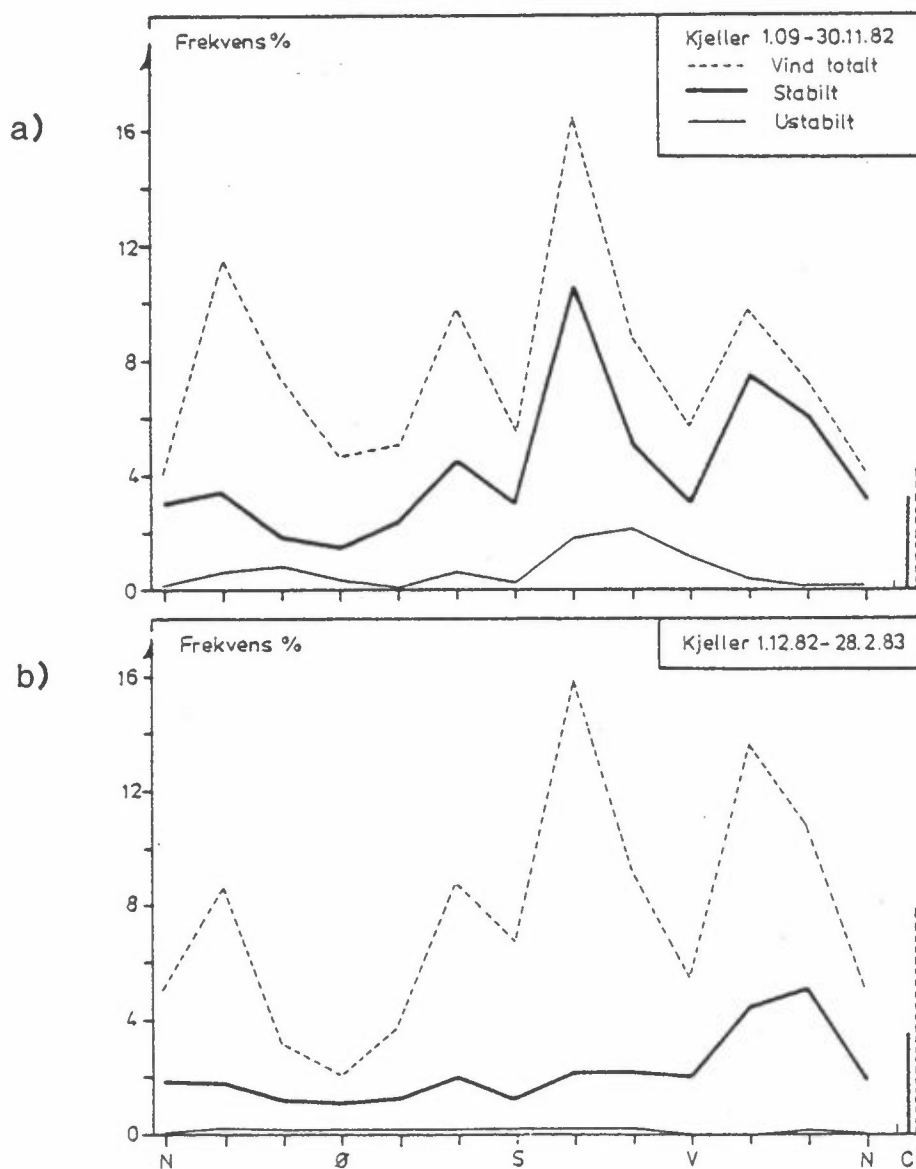 a)
Frekvens %
Kjeller 1.09-30.11.82
Vind totalt
Stabilt
Ustabilt
16
12
8
4
0
b)
Frekvens %
Kjeller 1.12.82-28.2.83
16
12
8
4
0
N Ø S V N C